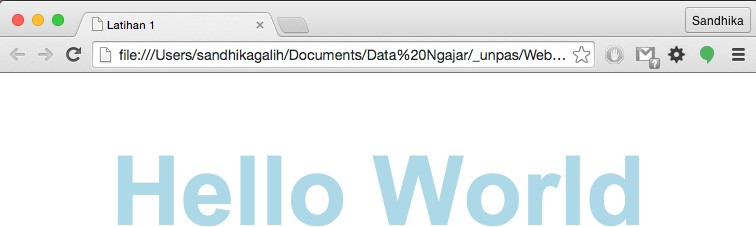 Latihan 1
Sandhika
file:///Users/sandhikagalih/Documents/Data%20Ngajar/_unpas/Web...
Hello World